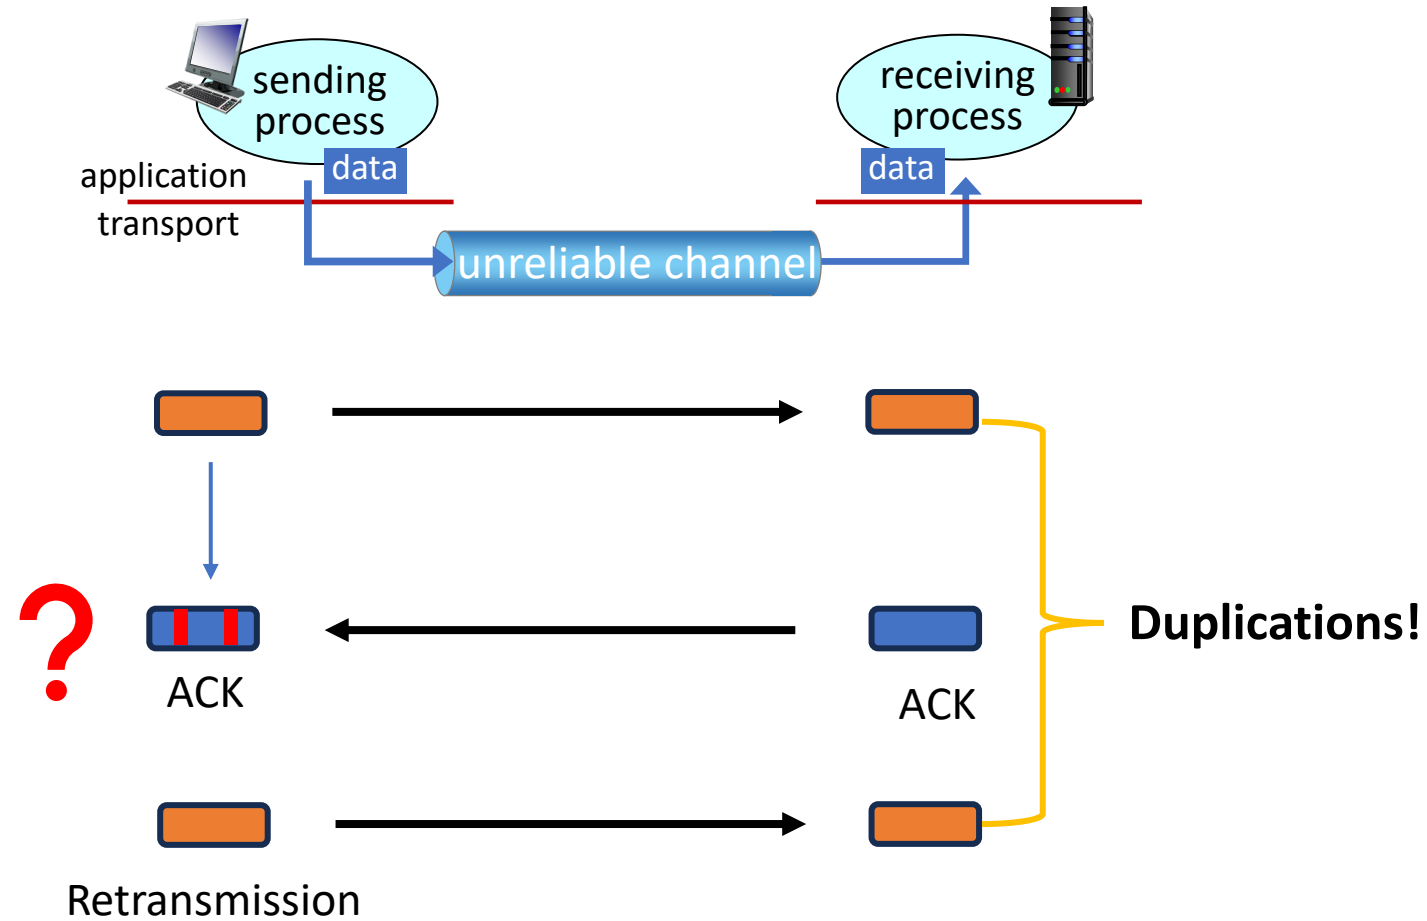 sending
process
data
receiving
process
data
application
transport
unreliable channel
?
ACK
ACK
Duplications!
Retransmission